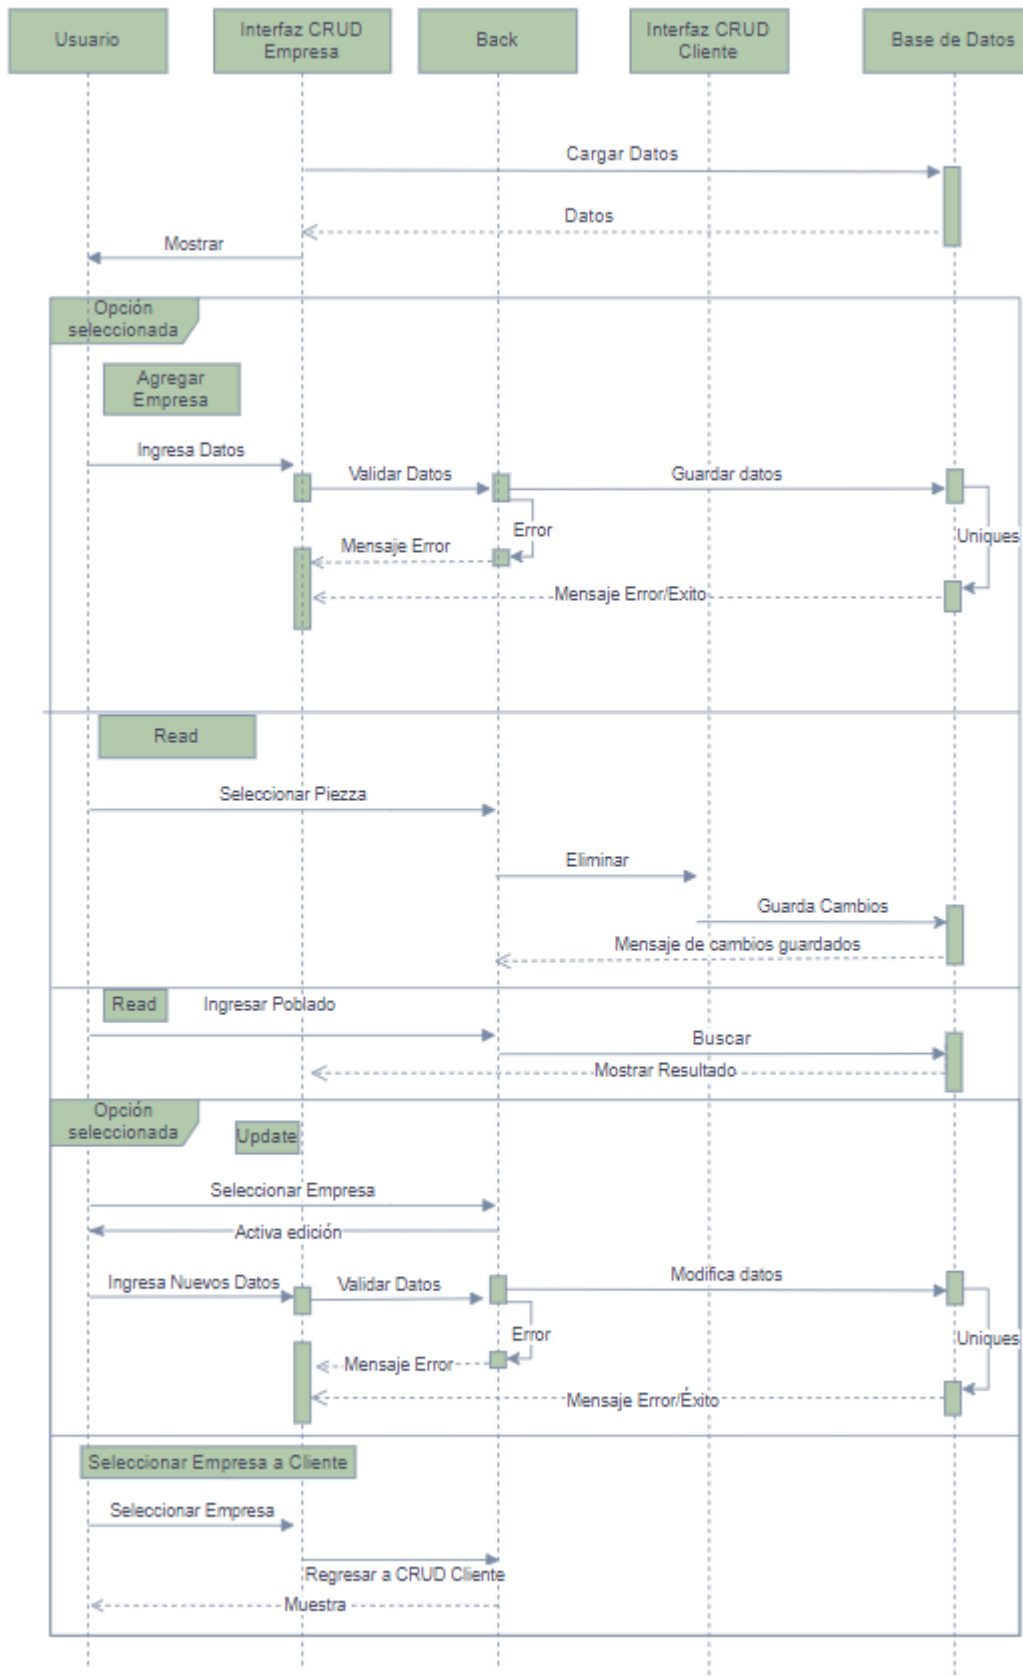 Usuario
Interfaz CRUD
Empresa
Back
Interfaz CRUD
Cliente
Base de Datos
Cargar Datos
Datos
Mostrar
Opción
seleccionada
Agregar
Empresa
Ingresa Datos
Validar Datos
Guardar datos
Error
Uniques
Mensaje Error
Mensaje Error/Exito
Read
Seleccionar Piezza
Eliminar
Guarda Cambios
Mensaje de cambios guardados
Read
Ingresar Poblado
Buscar
Mostrar Resultado
Opción
seleccionada
Update
Seleccionar Empresa
Activa edición
Ingresa Nuevos Datos
Validar Datos
Modifica datos
Error
Uniques
Mensaje Error
Mensaje Error/Éxito
Seleccionar Empresa a Cliente
Seleccionar Empresa
Regresar a CRUD Cliente
Muestra